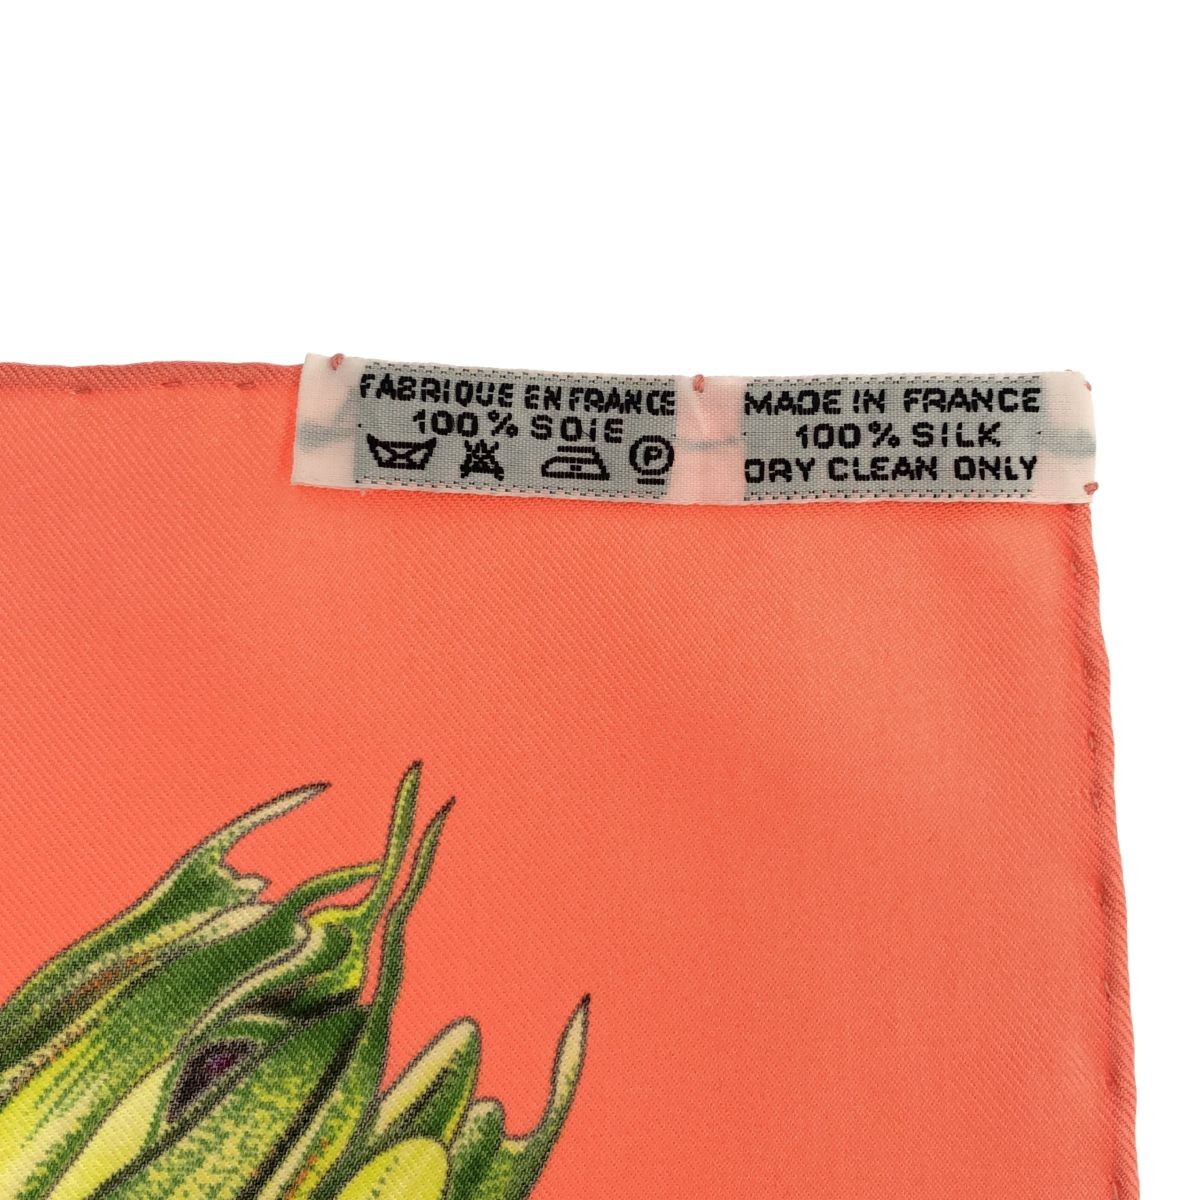 FABRIQUE EN FRANCE
100% SOIE
P
MADE IN FRANCE
100% SILK
DRY CLEAN ONLY